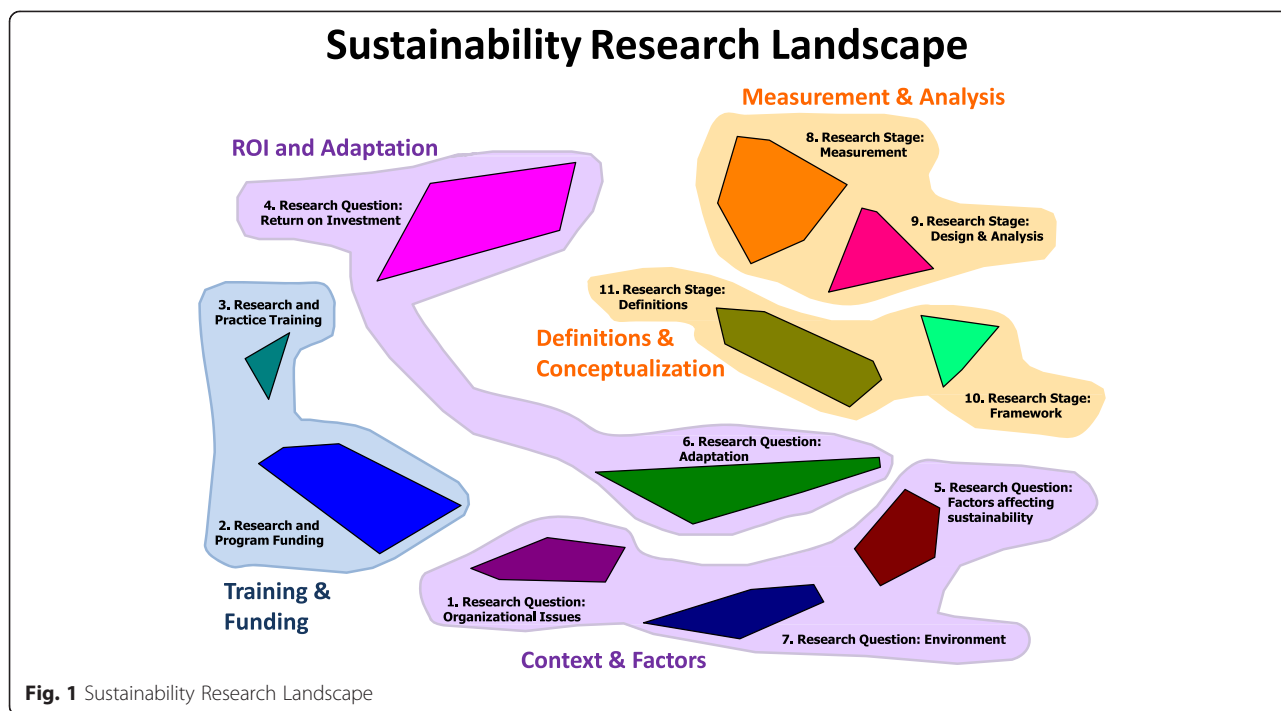 Sustainability Research Landscape
Measurement & Analysis
ROI and Adaptation
8. Research Stage:
Measurement
4. Research Question:
Return on Investment
9. Research Stage:
Design & Analysis
11. Research Stage:
Definitions
3. Research and
Practice Training
Definitions &
Conceptualization
10. Research Stage:
Framework
6. Research Question:
Adaptation
5. Research Question:
Factors affecting
sustainability
2. Research and
Program Funding
Training &
Funding
1. Research Question:
Organizational Issues
7. Research Question: Environment
Context & Factors
Fig. 1 Sustainability Research Landscape